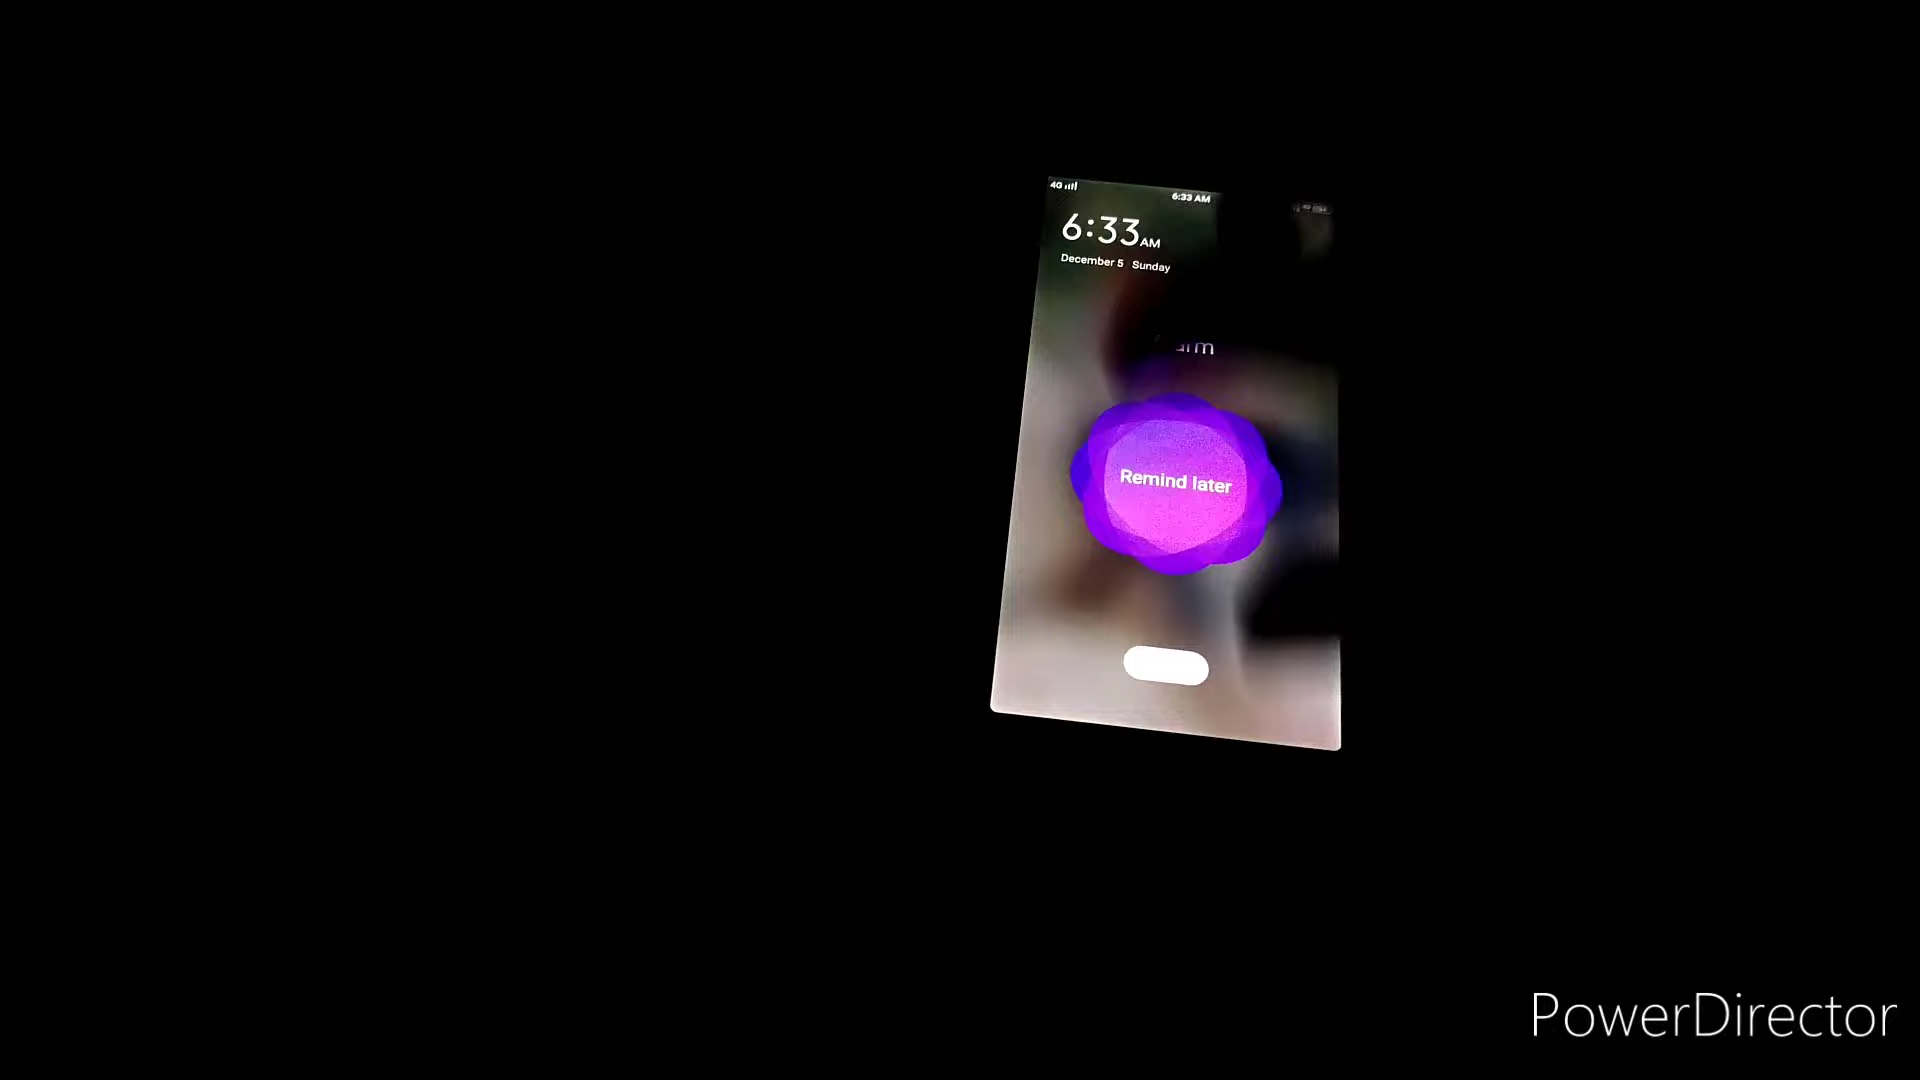 4G 6:33 AM
6:33AM
December 5 Sunday
Remind later
PowerDirector